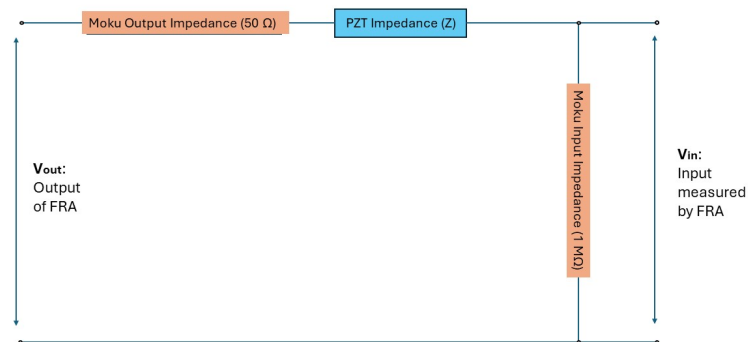 Moku Output Impedance (50 Ω)
PZT Impedance (Z)
Moku Input Impedance (1 MΩ)
Vout:
Output
of FRA
Vin:
Input
measured
by FRA